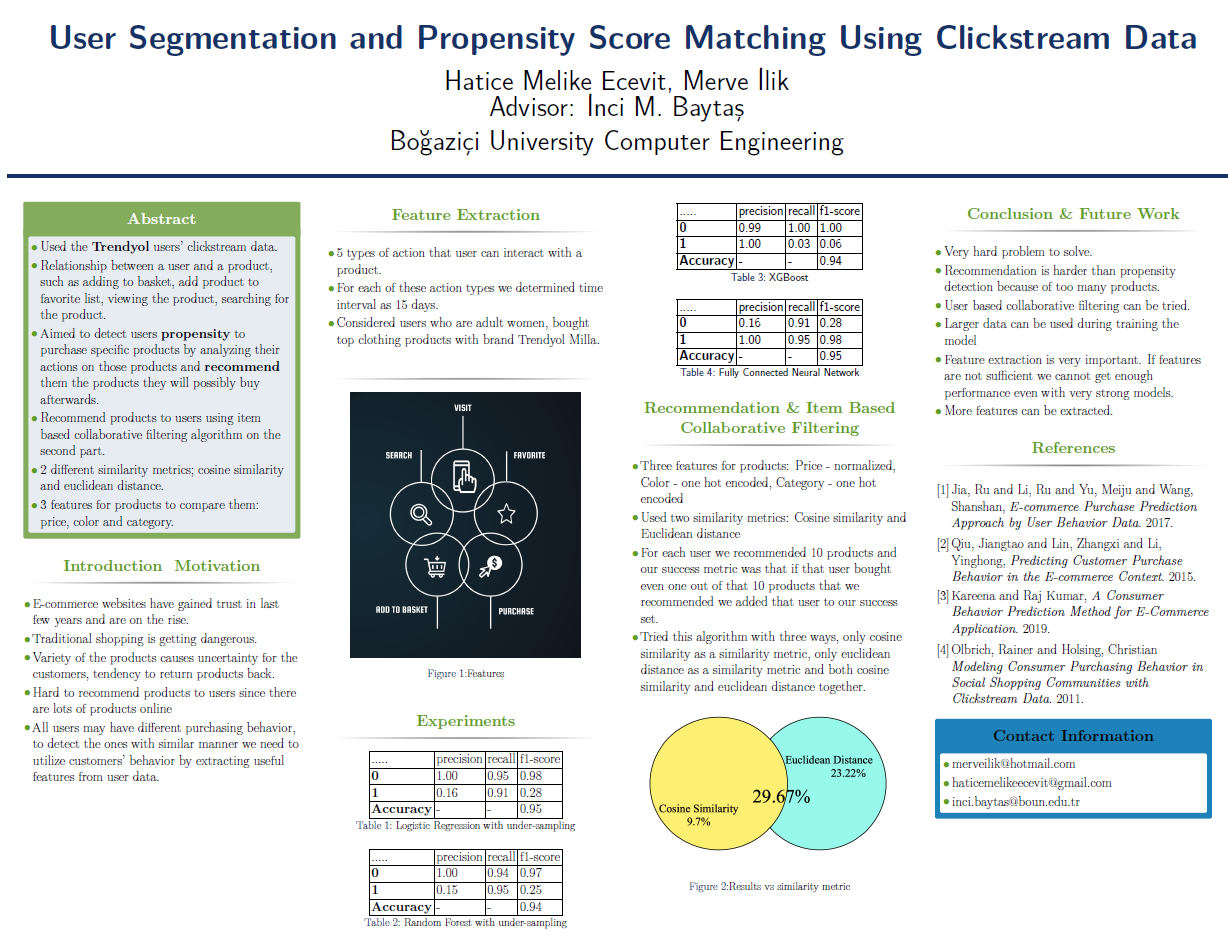 User Segmentation and Propensity Score Matching Using Clickstream Data
Hatice Melike Ecevit, Merve İlik
Advisor: İnci M. Baytaş
Boğaziçi University Computer Engineering
Abstract
• Used the Trendyol users' clickstream data.
• Relationship between a user and a product,
such as adding to basket, add product to
favorite list, viewing the product, searching for
the product.
• Aimed to detect users propensity to
purchase specific products by analyzing their
actions on those products and recommend
them the products they will possibly buy
afterwards.
• Recommend products to users using item
based collaborative filtering algorithm on the
second part.
• 2 different similarity metrics; cosine similarity
and euclidean distance.
• 3 features for products to compare them:
price, color and category.
Introduction Motivation
• E-commerce websites have gained trust in last
few years and are on the rise.
• Traditional shopping is getting dangerous.
• Variety of the products causes uncertainty for the
customers, tendency to return products back.
• Hard to recommend products to users since there
are lots of products online
• All users may have different purchasing behavior,
to detect the ones with similar manner we need to
utilize customers' behavior by extracting useful
features from user data.
Feature Extraction
• 5 types of action that user can interact with a
product.
• For each of these action types we determined time
interval as 15 days.
• Considered users who are adult women, bought
top clothing products with brand Trendyol Milla.
VISIT
SEARCH
FAVORITE
$
ADD TO BASKET
PURCHASE
Figure 1:Features
Experiments
..... precision recall f1-score
0 1.00 0.95 0.98
1 0.16 0.91 0.28
Accuracy - - 0.95
Table 1: Logistic Regression with under-sampling
..... precision recall f1-score
0 1.00 0.94 0.97
1 0.15 0.95 0.25
Accuracy - - 0.94
Table 2: Random Forest with under-sampling
..... precision recall f1-score
0 0.99 1.00 1.00
1 1.00 0.03 0.06
Accuracy - - 0.94
Table 3: XGBoost
..... precision recall f1-score
0 0.16 0.91 0.28
1 1.00 0.95 0.98
Accuracy - - 0.95
Table 4: Fully Connected Neural Network
Recommendation & Item Based
Collaborative Filtering
• Three features for products: Price - normalized,
Color - one hot encoded, Category - one hot
encoded
• Used two similarity metrics: Cosine similarity and
Euclidean distance
• For each user we recommended 10 products and
our success metric was that if that user bought
even one out of that 10 products that we
recommended we added that user to our success
set.
• Tried this algorithm with three ways, only cosine
similarity as a similarity metric, only euclidean
distance as a similarity metric and both cosine
similarity and euclidean distance together.
Euclidean Distance
23.22%
29.67%
Cosine Similarity
9.7%
Figure 2:Results vs similarity metric
Conclusion & Future Work
• Very hard problem to solve.
• Recommendation is harder than propensity
detection because of too many products.
• User based collaborative filtering can be tried.
• Larger data can be used during training the
model
• Feature extraction is very important. If features
are not sufficient we cannot get enough
performance even with very strong models.
• More features can be extracted.
References
[1] Jia, Ru and Li, Ru and Yu, Meiju and Wang,
Shanshan, E-commerce Purchase Prediction
Approach by User Behavior Data. 2017.
[2] Qiu, Jiangtao and Lin, Zhangxi and Li,
Yinghong, Predicting Customer Purchase
Behavior in the E-commerce Context. 2015.
[3] Kareena and Raj Kumar, A Consumer
Behavior Prediction Method for E-Commerce
Application. 2019.
[4] Olbrich, Rainer and Holsing, Christian
Modeling Consumer Purchasing Behavior in
Social Shopping Communities with
Clickstream Data. 2011.
Contact Information
• merveilik@hotmail.com
• haticemelikeecevit@gmail.com
• inci.baytas@boun.edu.tr